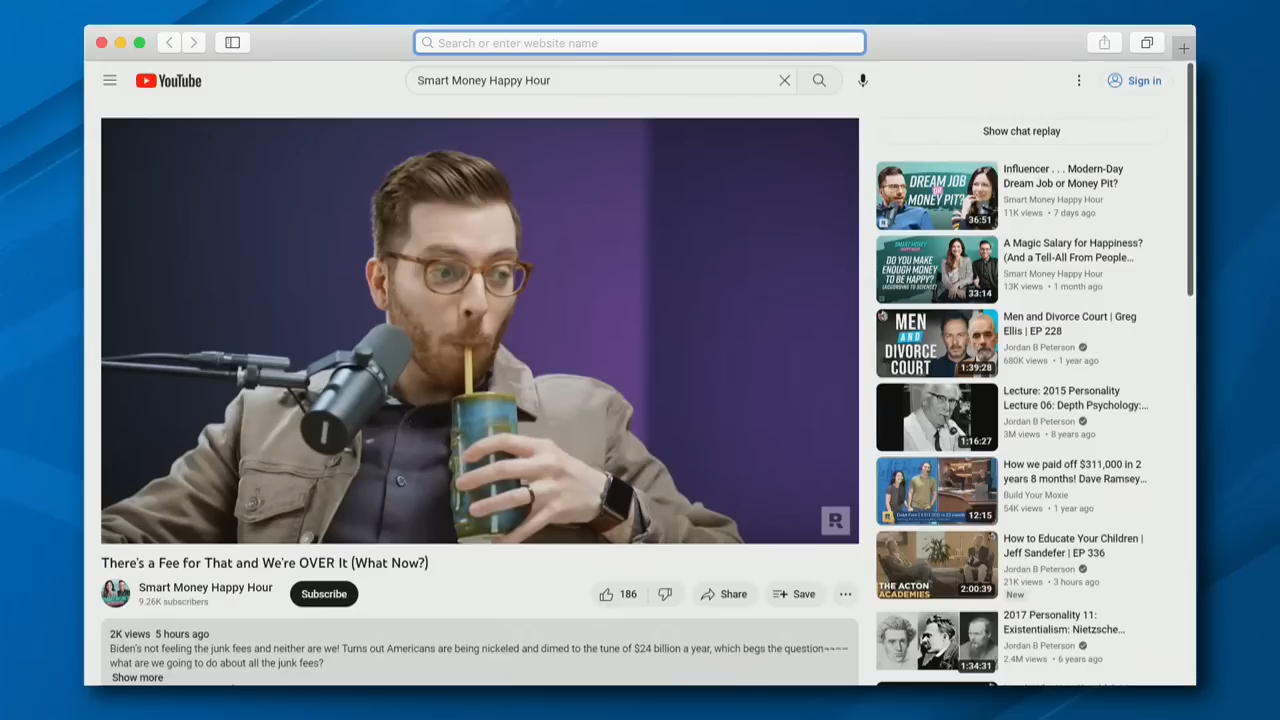 Search or enter website name
YouTube
Smart Money Happy Hour
Sign in
R
There's a Fee for That and We're OVER It (What Now?)
Smart Money Happy Hour
9.26K subscribers
Subscribe
186
Share
Save
2K views 5 hours ago
Biden's not feeling the junk fees and neither are we! Turns out Americans are being nickeled and dimed to the tune of $24 billion a year, which begs the question
what are we going to do about all the junk fees?
Show more
Show chat replay
DREAM JOB
OR
MONEY PIT?
36:51
Influencer . . . Modern-Day
Dream Job or Money Pit?
Smart Money Happy Hour
11K views • 7 days ago
DO YOU MAKE
ENOUGH MONEY
TO BE HAPPY?
(ACCORDING TO SCIENCE)
33:14
A Magic Salary for Happiness?
(And a Tell-All From People...
Smart Money Happy Hour
13K views • 1 month ago
MEN
AND
DIVORCE
COURT
1:39:28
Men and Divorce Court | Greg
Ellis | EP 228
Jordan B Peterson
680K views • 1 year ago
1:16:27
Lecture: 2015 Personality
Lecture 06: Depth Psychology:...
Jordan B Peterson
3M views • 8 years ago
12:15
How we paid off $311,000 in 2
years 8 months! Dave Ramsey...
Build Your Moxie
54K views • 1 year ago
THE ACTON
ACADEMIES
2:00:39
How to Educate Your Children |
Jeff Sandefer | EP 336
Jordan B Peterson
21K views • 3 hours ago
New
1:34:31
2017 Personality 11:
Existentialism: Nietzsche...
Jordan B Peterson
2.4M views • 6 years ago